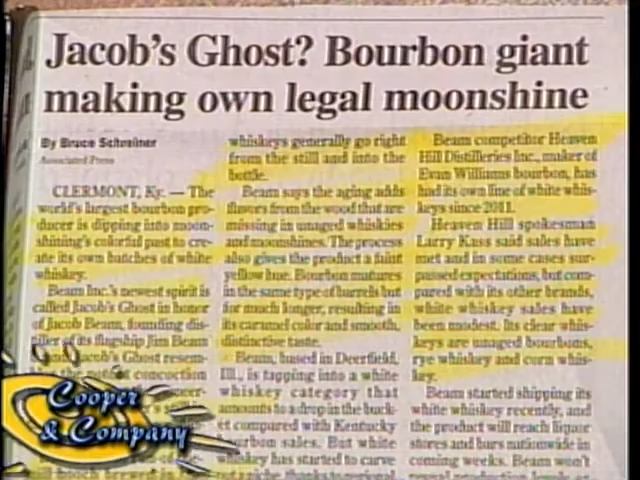 Jacob's Ghost? Bourbon giant
making own legal moonshine
By Bruce Schreiner
Associated Press
CLERMONT, Ky. — The
world's largest bourbon pro-
ducer is dipping into moon-
shining's colorful past to cre-
ate its own batches of white
whiskey.
Beam Inc.'s newest spirit is
called Jacob's Ghost in honor
of Jacob Beam, founding dis-
tiller of its flagship Jim Beam
Jacob's Ghost resem-
concoction
whiskeys generally go right
from the still and into the
bottle.
Beam says the aging adds
flavors from the wood that are
missing in unaged whiskies
and moonshines. The process
also gives the product a faint
yellow hue. Bourbon matures
in the same type of barrels but
for much longer, resulting in
its caramel color and smooth,
distinctive taste.
Beam, based in Deerfield,
Ill., is tapping into a white
whiskey category that
amounts to a drop in the buck-
et compared with Kentucky
bourbon sales. But white
whiskey has started to carve
Beam competitor Heaven
Hill Distilleries Inc., maker of
Evan Williams bourbon, has
had its own line of white whis-
keys since 2011.
Heaven Hill spokesman
Larry Kass said sales have
met and in some cases sur-
passed expectations, but com-
pared with its other brands,
white whiskey sales have
been modest. Its clear whis-
keys are unaged bourbons,
rye whiskey and corn whis-
key.
Beam started shipping its
white whiskey recently, and
the product will reach liquor
stores and bars nationwide in
coming weeks. Beam won't
Cooper
& Company